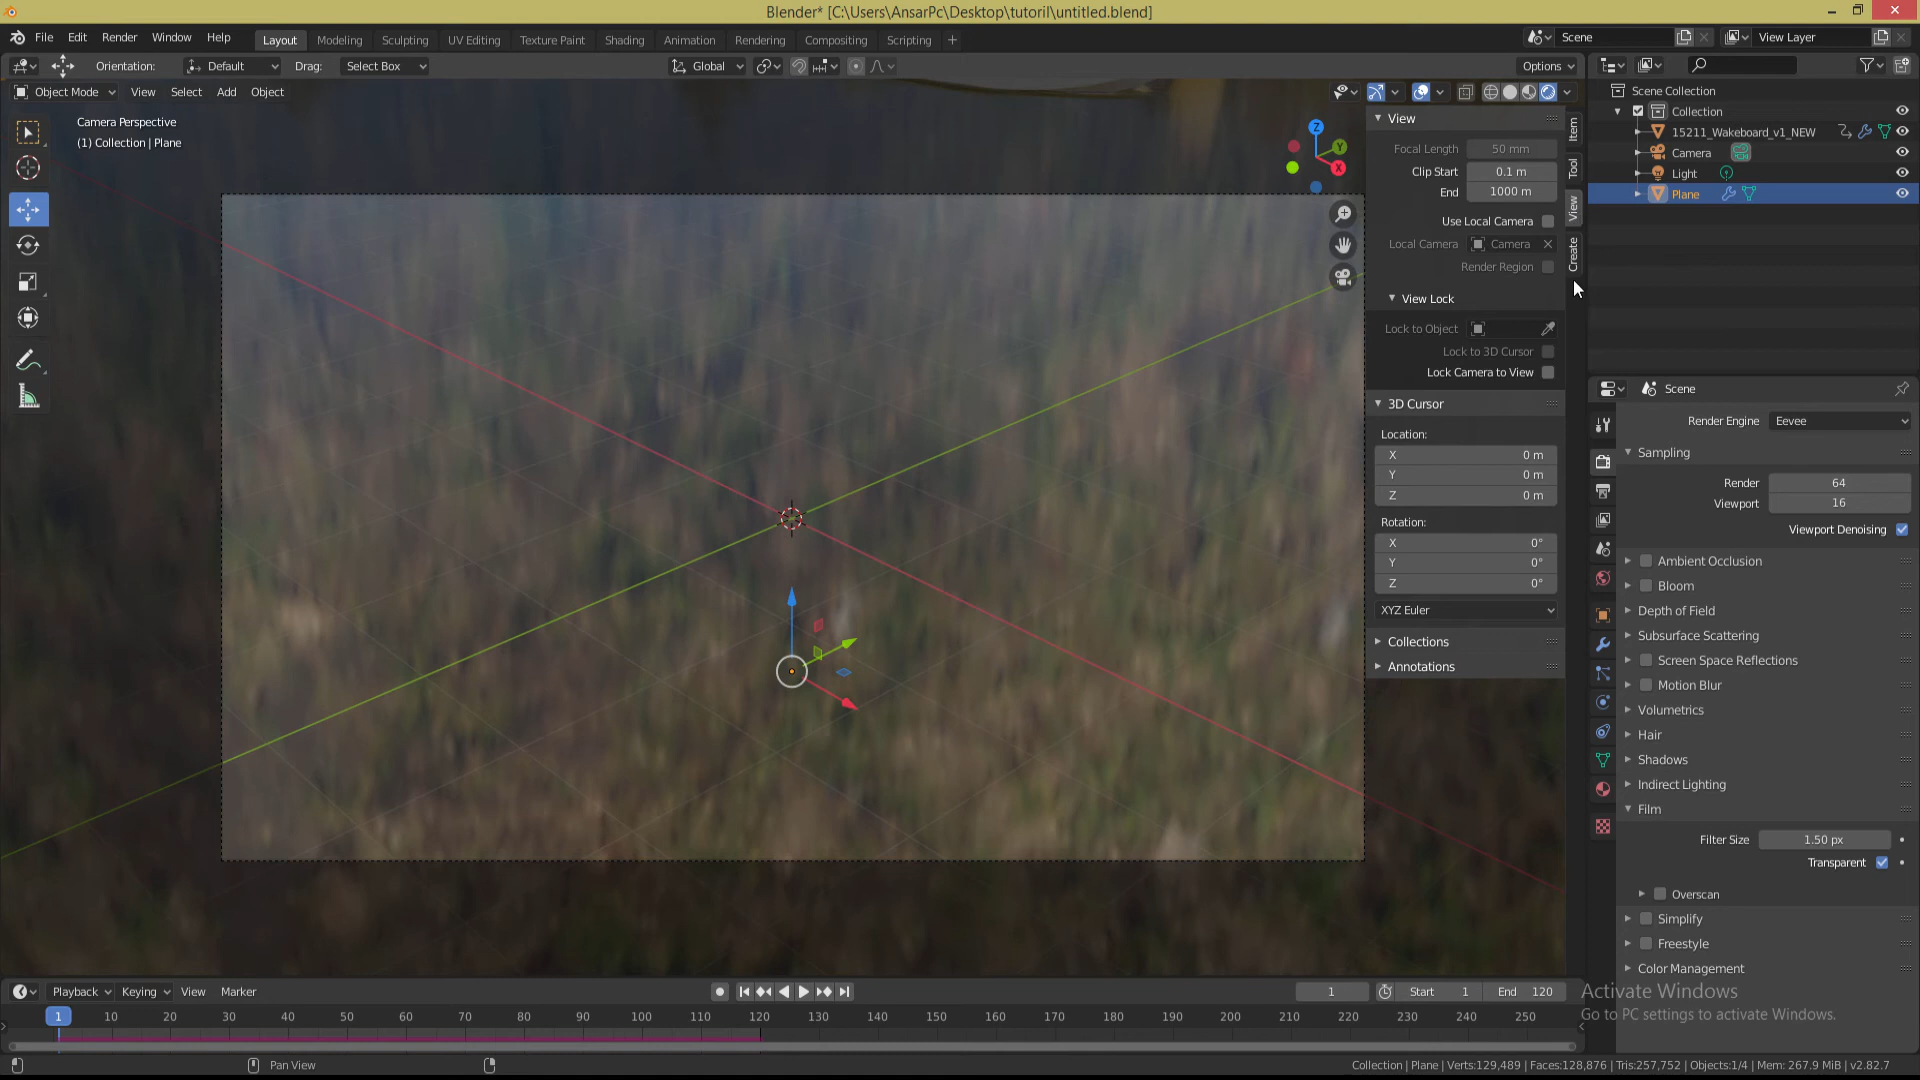 Blender* [C:\Users\AnsarPc\Desktop\tutoril\untitled.blend]
File Edit Render Window Help
Layout Modeling Sculpting UV Editing Texture Paint Shading Animation Rendering Compositing Scripting +
Scene
View Layer
Orientation: Default Drag: Select Box
Global
Options
Object Mode View Select Add Object
Camera Perspective
(1) Collection | Plane
Z
Y
X
View
Focal Length 50 mm
Clip Start 0.1 m
End 1000 m
Use Local Camera
Local Camera Camera
Render Region
View Lock
Lock to Object
Lock to 3D Cursor
Lock Camera to View
3D Cursor
Location:
X 0 m
Y 0 m
Z 0 m
Rotation:
X 0°
Y 0°
Z 0°
XYZ Euler
Collections
Annotations
Item
Tool
View
Create
Scene Collection
Collection
15211_Wakeboard_v1_NEW
Camera
Light
Plane
Scene
Render Engine Eevee
Sampling
Render 64
Viewport 16
Viewport Denoising
Ambient Occlusion
Bloom
Depth of Field
Subsurface Scattering
Screen Space Reflections
Motion Blur
Volumetrics
Hair
Shadows
Indirect Lighting
Film
Filter Size 1.50 px
Transparent
Overscan
Simplify
Freestyle
Color Management
Activate Windows
Go to PC settings to activate Windows.
Playback Keying View Marker
1 Start 1 End 120
1 10 20 30 40 50 60 70 80 90 100 110 120 130 140 150 160 170 180 190 200 210 220 230 240 250
Pan View
Collection | Plane | Verts:129,489 | Faces:128,876 | Tris:257,752 | Objects:1/4 | Mem: 267.9 MiB | v2.82.7